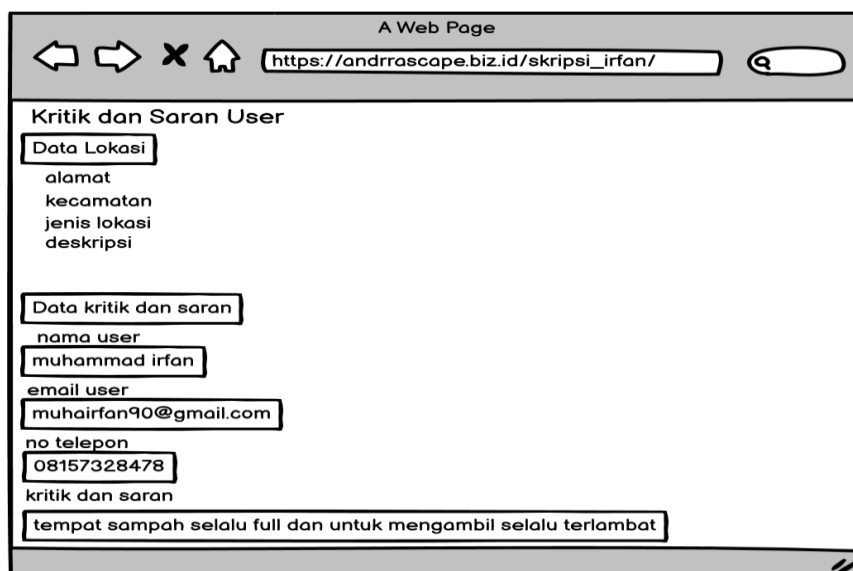 A Web Page
https://andrrascape.biz.id/skripsi_irfan/
Kritik dan Saran User
Data Lokasi
alamat
kecamatan
jenis lokasi
deskripsi
Data kritik dan saran
nama user
muhammad irfan
email user
muhairfan90@gmail.com
no telepon
08157328478
kritik dan saran
tempat sampah selalu full dan untuk mengambil selalu terlambat